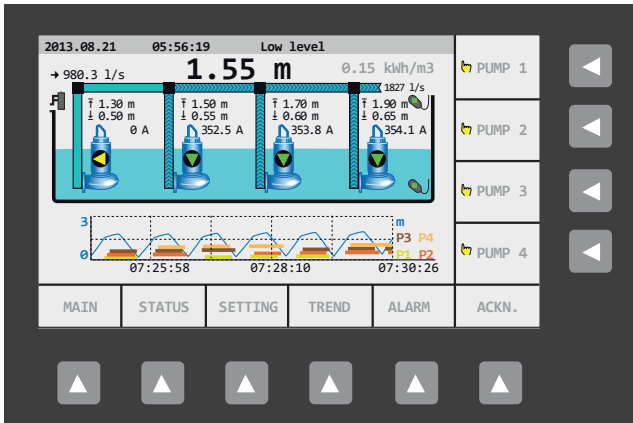 2013.08.21 05:56:19 Low level
980.3 l/s 1.55 m 0.15 kWh/m3
1827 l/s
1.30 m 1.50 m 1.70 m 1.90 m
0.50 m 0.55 m 0.60 m 0.65 m
0 A 352.5 A 353.8 A 354.1 A
PUMP 1
PUMP 2
PUMP 3
PUMP 4
3 m
P3 P4
0 P1 P2
07:25:58 07:28:10 07:30:26
MAIN STATUS SETTING TREND ALARM ACKN.